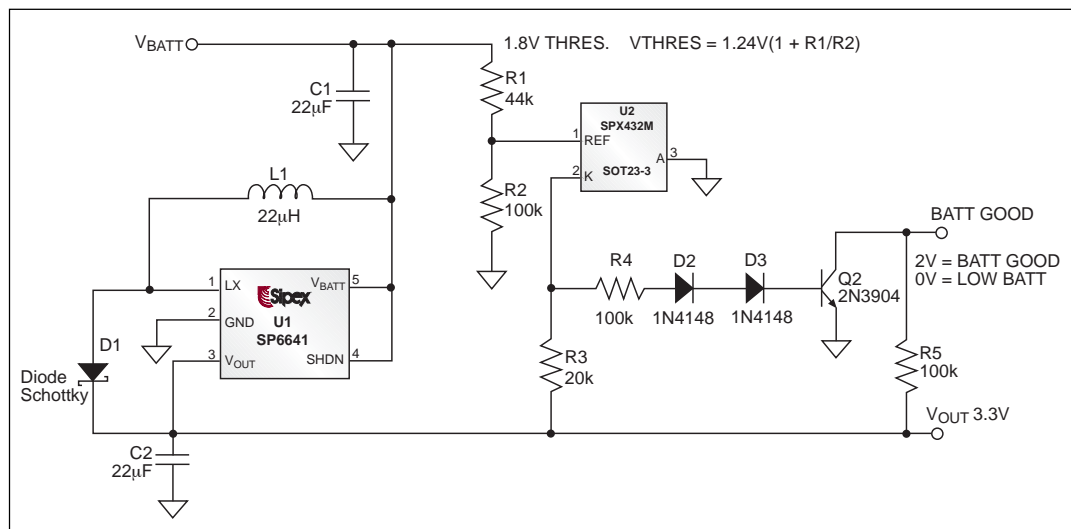 VBATT
1.8V THRES. VTHRES = 1.24V(1 + R1/R2)
C1
22μF
R1
44k
U2
SPX432M
1
REF
A
3
2
K
SOT23-3
L1
22μH
R2
100k
BATT GOOD
2V = BATT GOOD
0V = LOW BATT
R4
100k
D2
1N4148
D3
1N4148
Q2
2N3904
1
LX
Sipex
VBATT
5
2
GND
U1
SP6641
3
VOUT
SHDN
4
D1
Diode
Schottky
R3
20k
R5
100k
VOUT 3.3V
C2
22μF